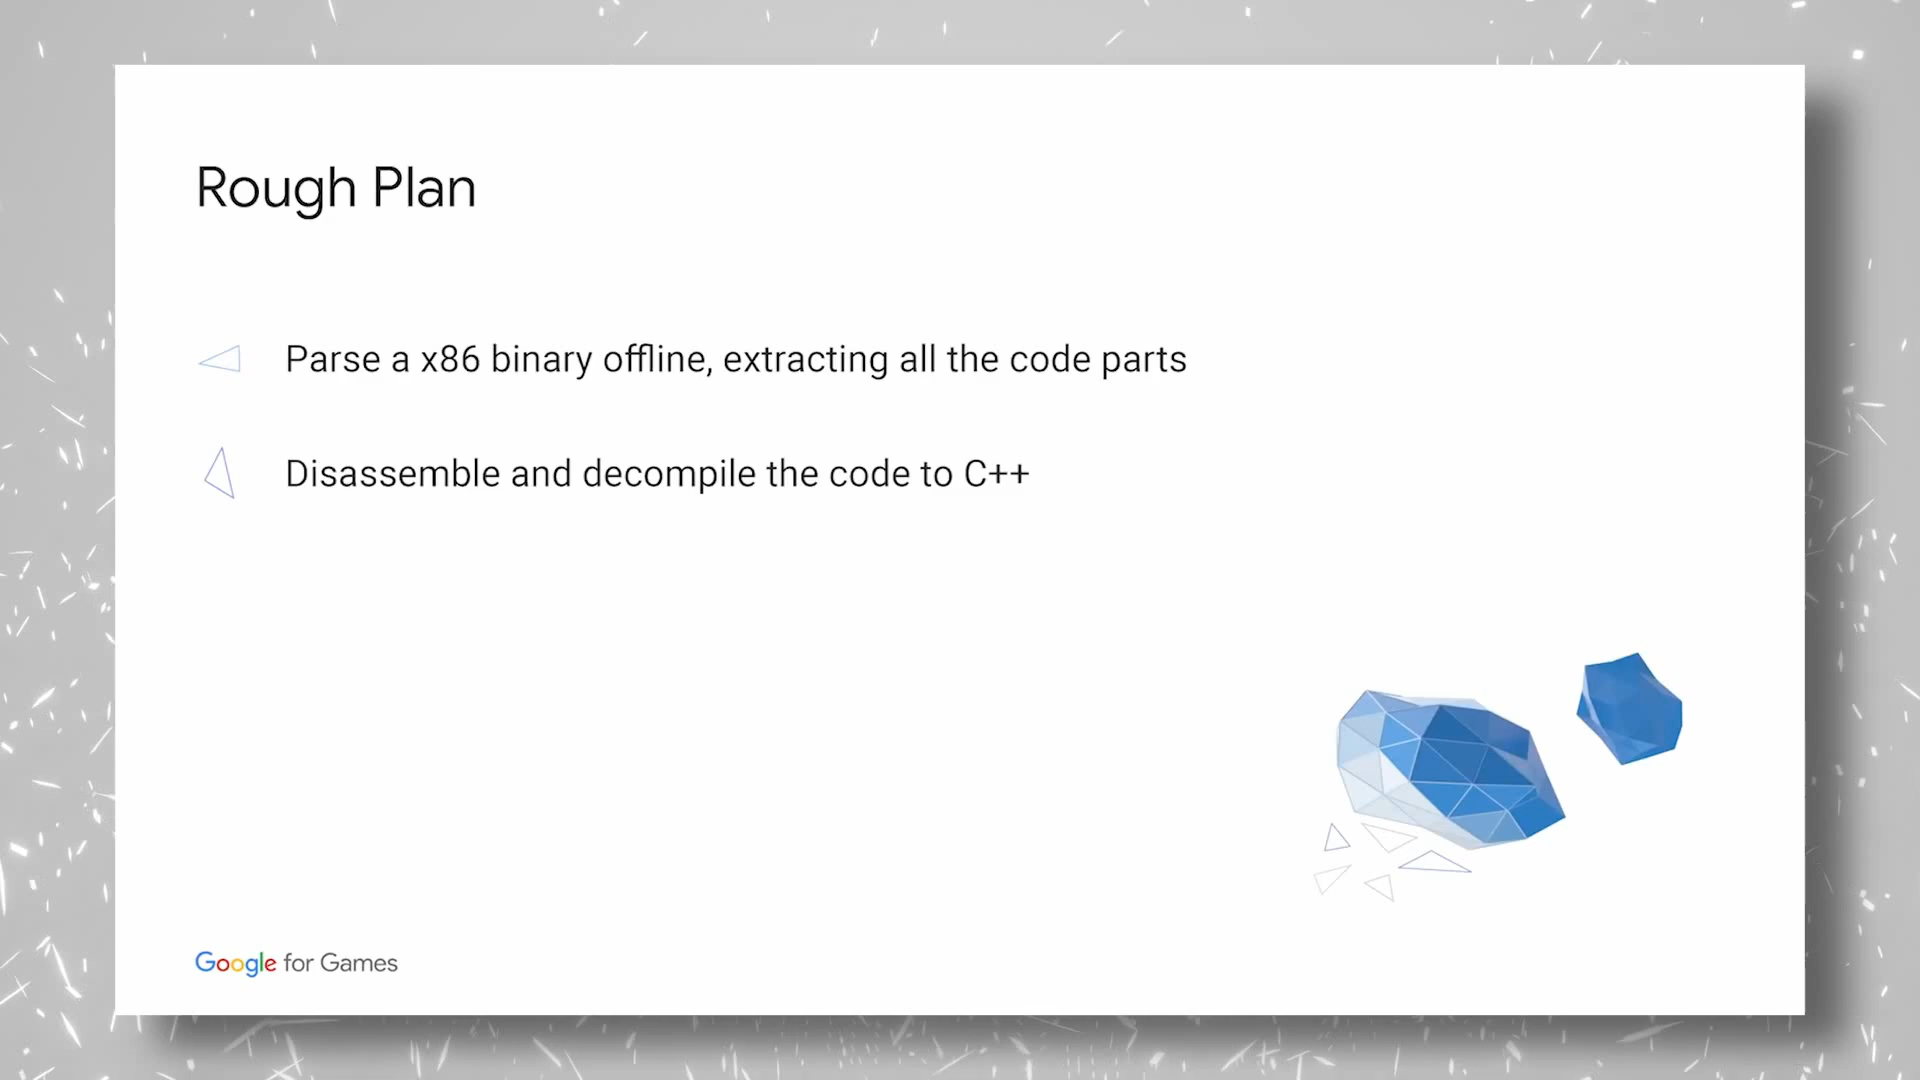 Rough Plan
Parse a x86 binary offline, extracting all the code parts
Disassemble and decompile the code to C++
Google for Games